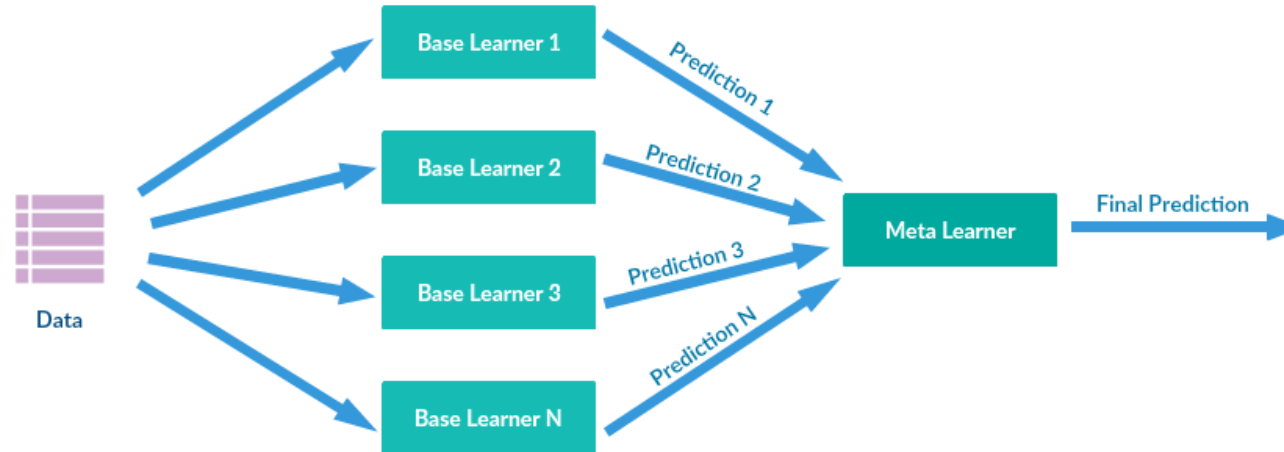 Base Learner 1
Prediction 1
Base Learner 2
Prediction 2
Data
Meta Learner
Final Prediction
Base Learner 3
Prediction 3
Base Learner N
Prediction N